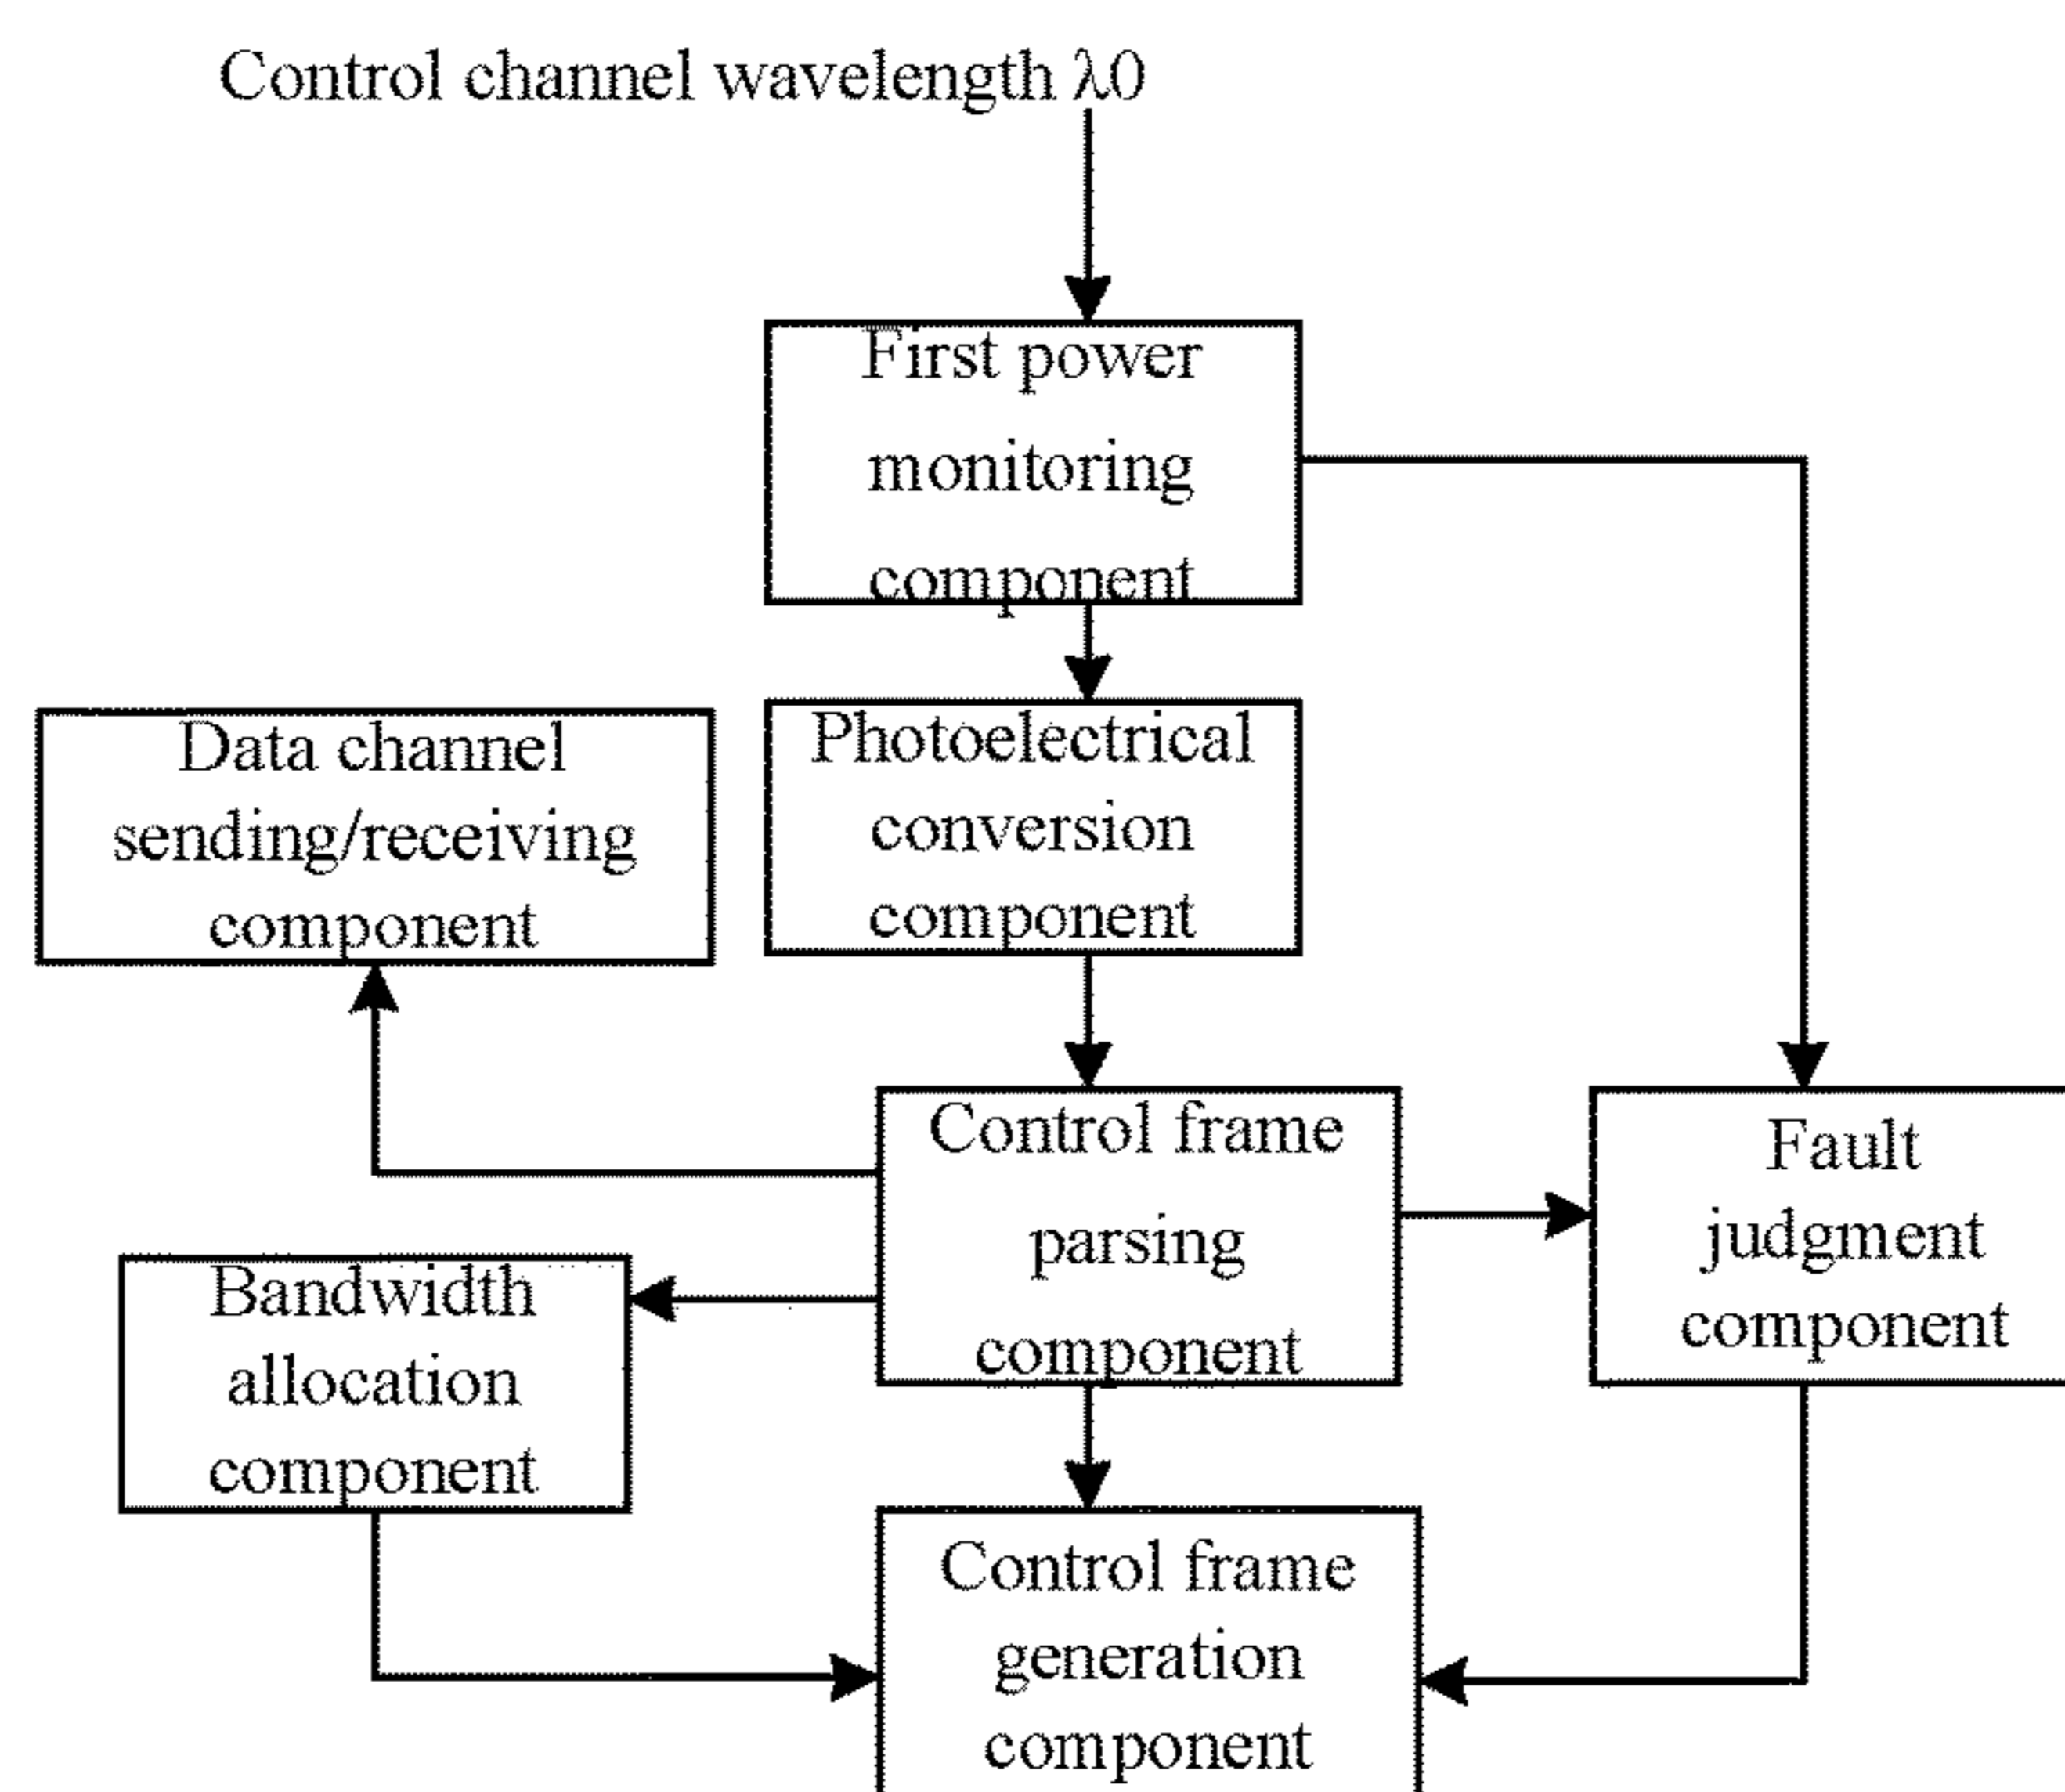 Control channel wavelength λ0
First power
monitoring
component
Data channel
sending/receiving
component
Photoelectrical
conversion
component
Control frame
parsing
component
Fault
judgment
component
Bandwidth
allocation
component
Control frame
generation
component